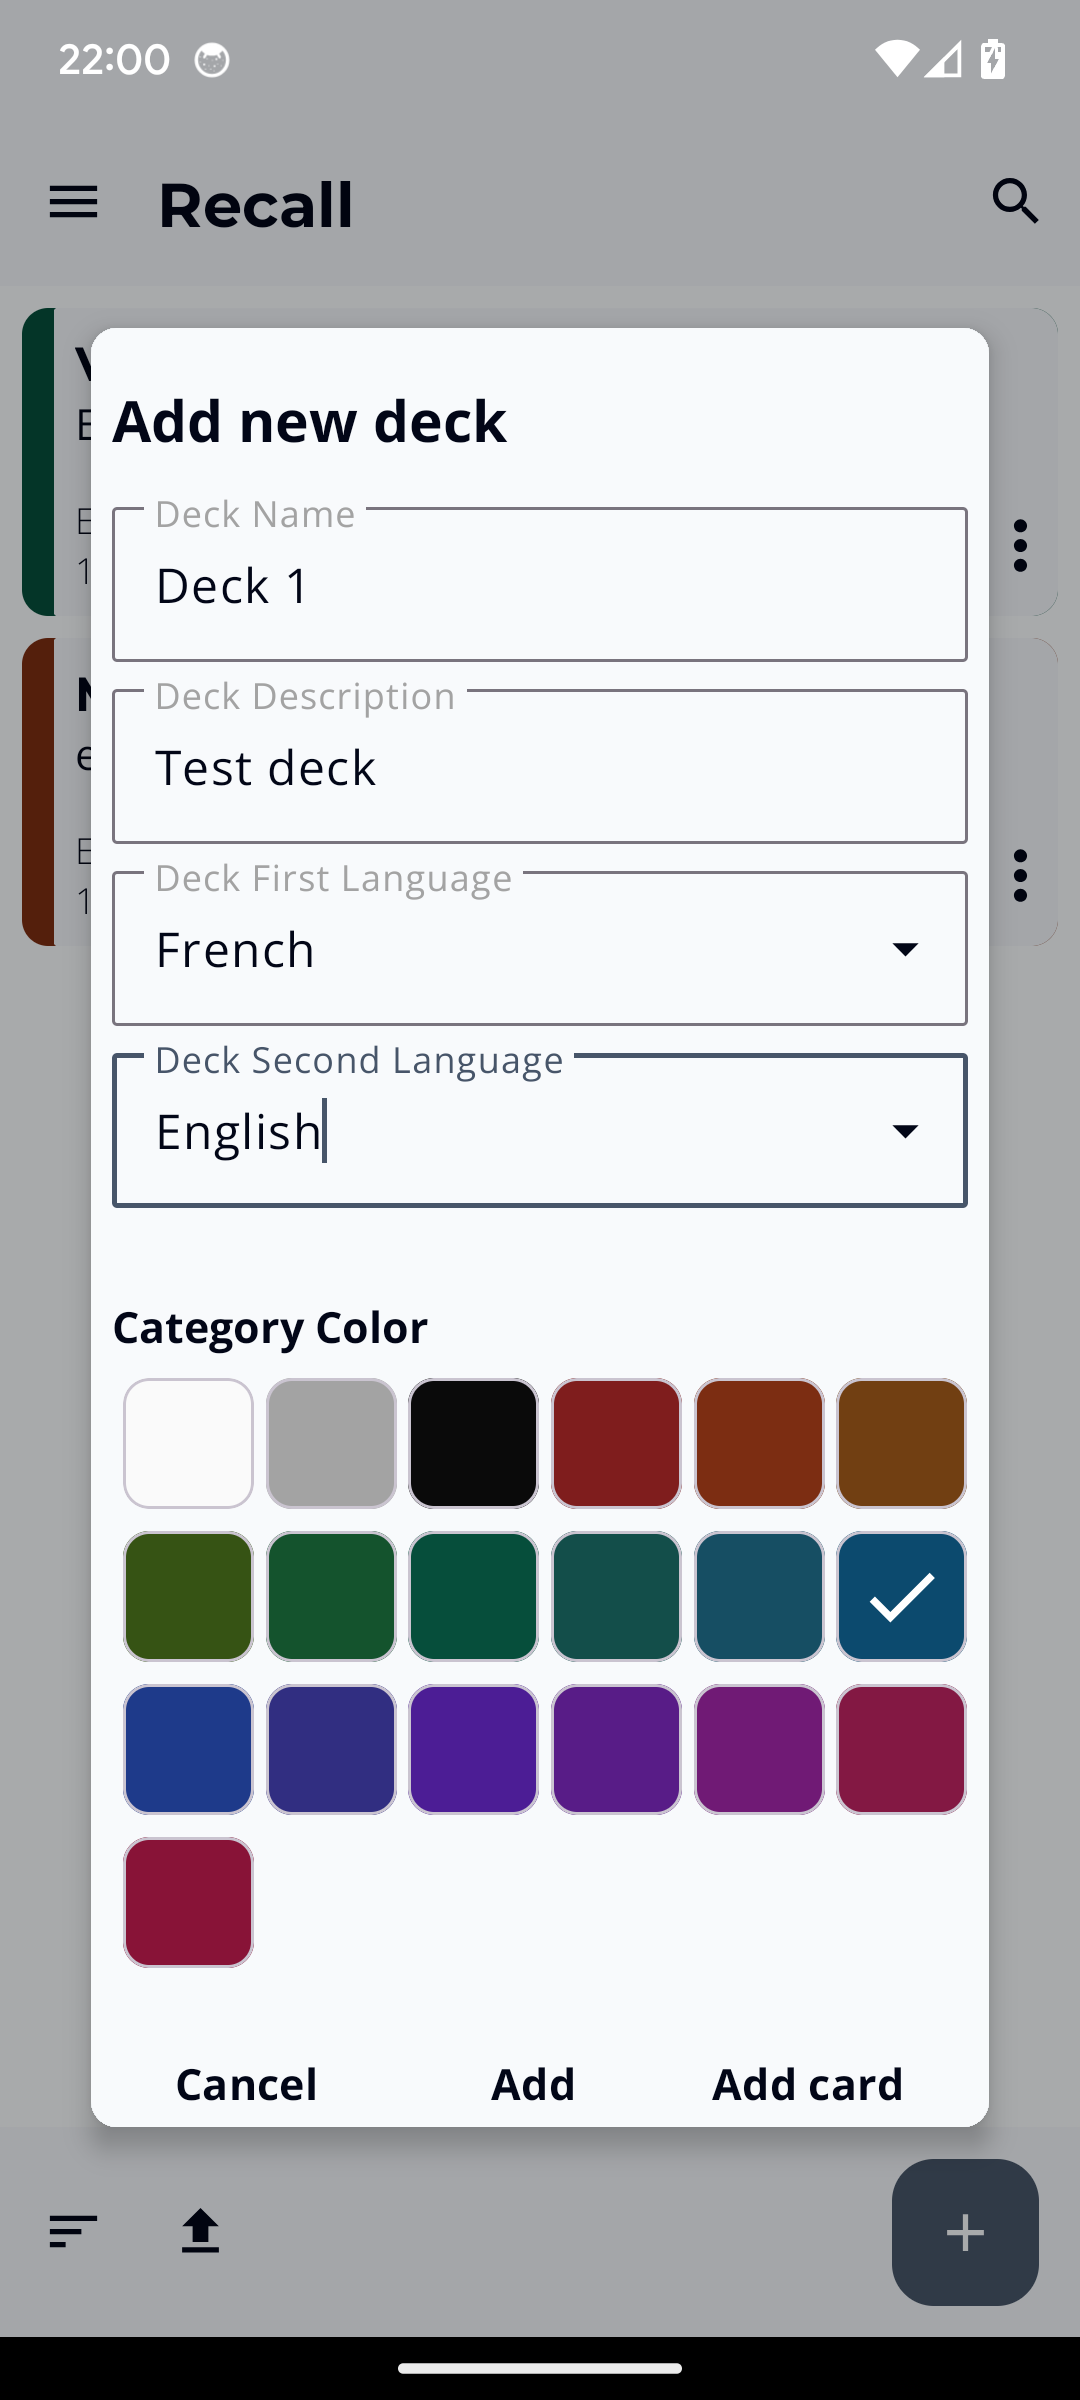 22:00
Recall
Add new deck
Deck Name
Deck 1
Deck Description
Test deck
Deck First Language
French
Deck Second Language
English
Category Color
Cancel
Add
Add card